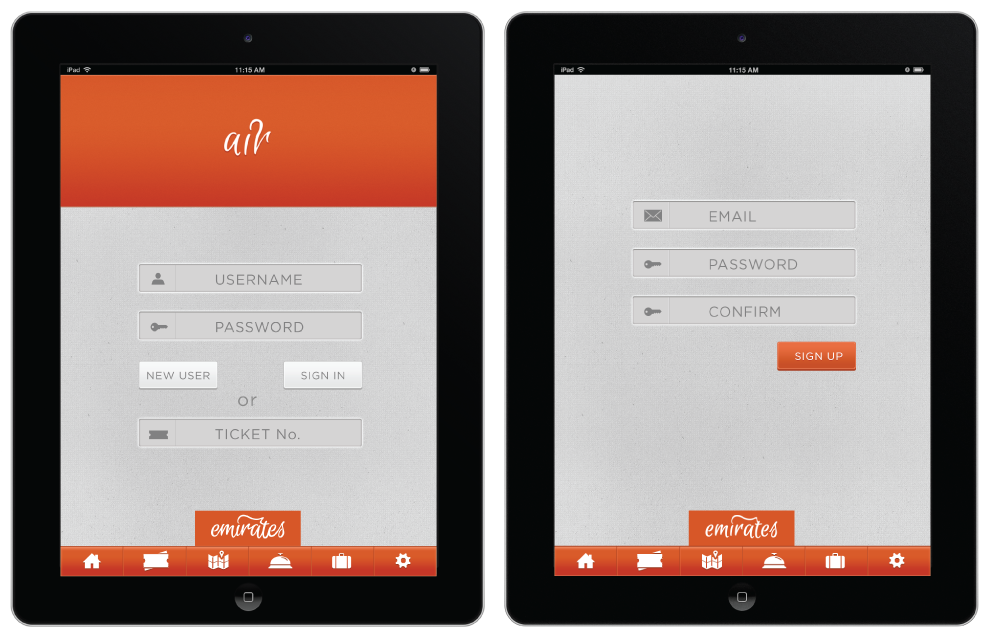 iPad 11:15 AM
air
USERNAME
PASSWORD
NEW USER SIGN IN
or
TICKET No.
emirates
iPad 11:15 AM
EMAIL
PASSWORD
CONFIRM
SIGN UP
emirates